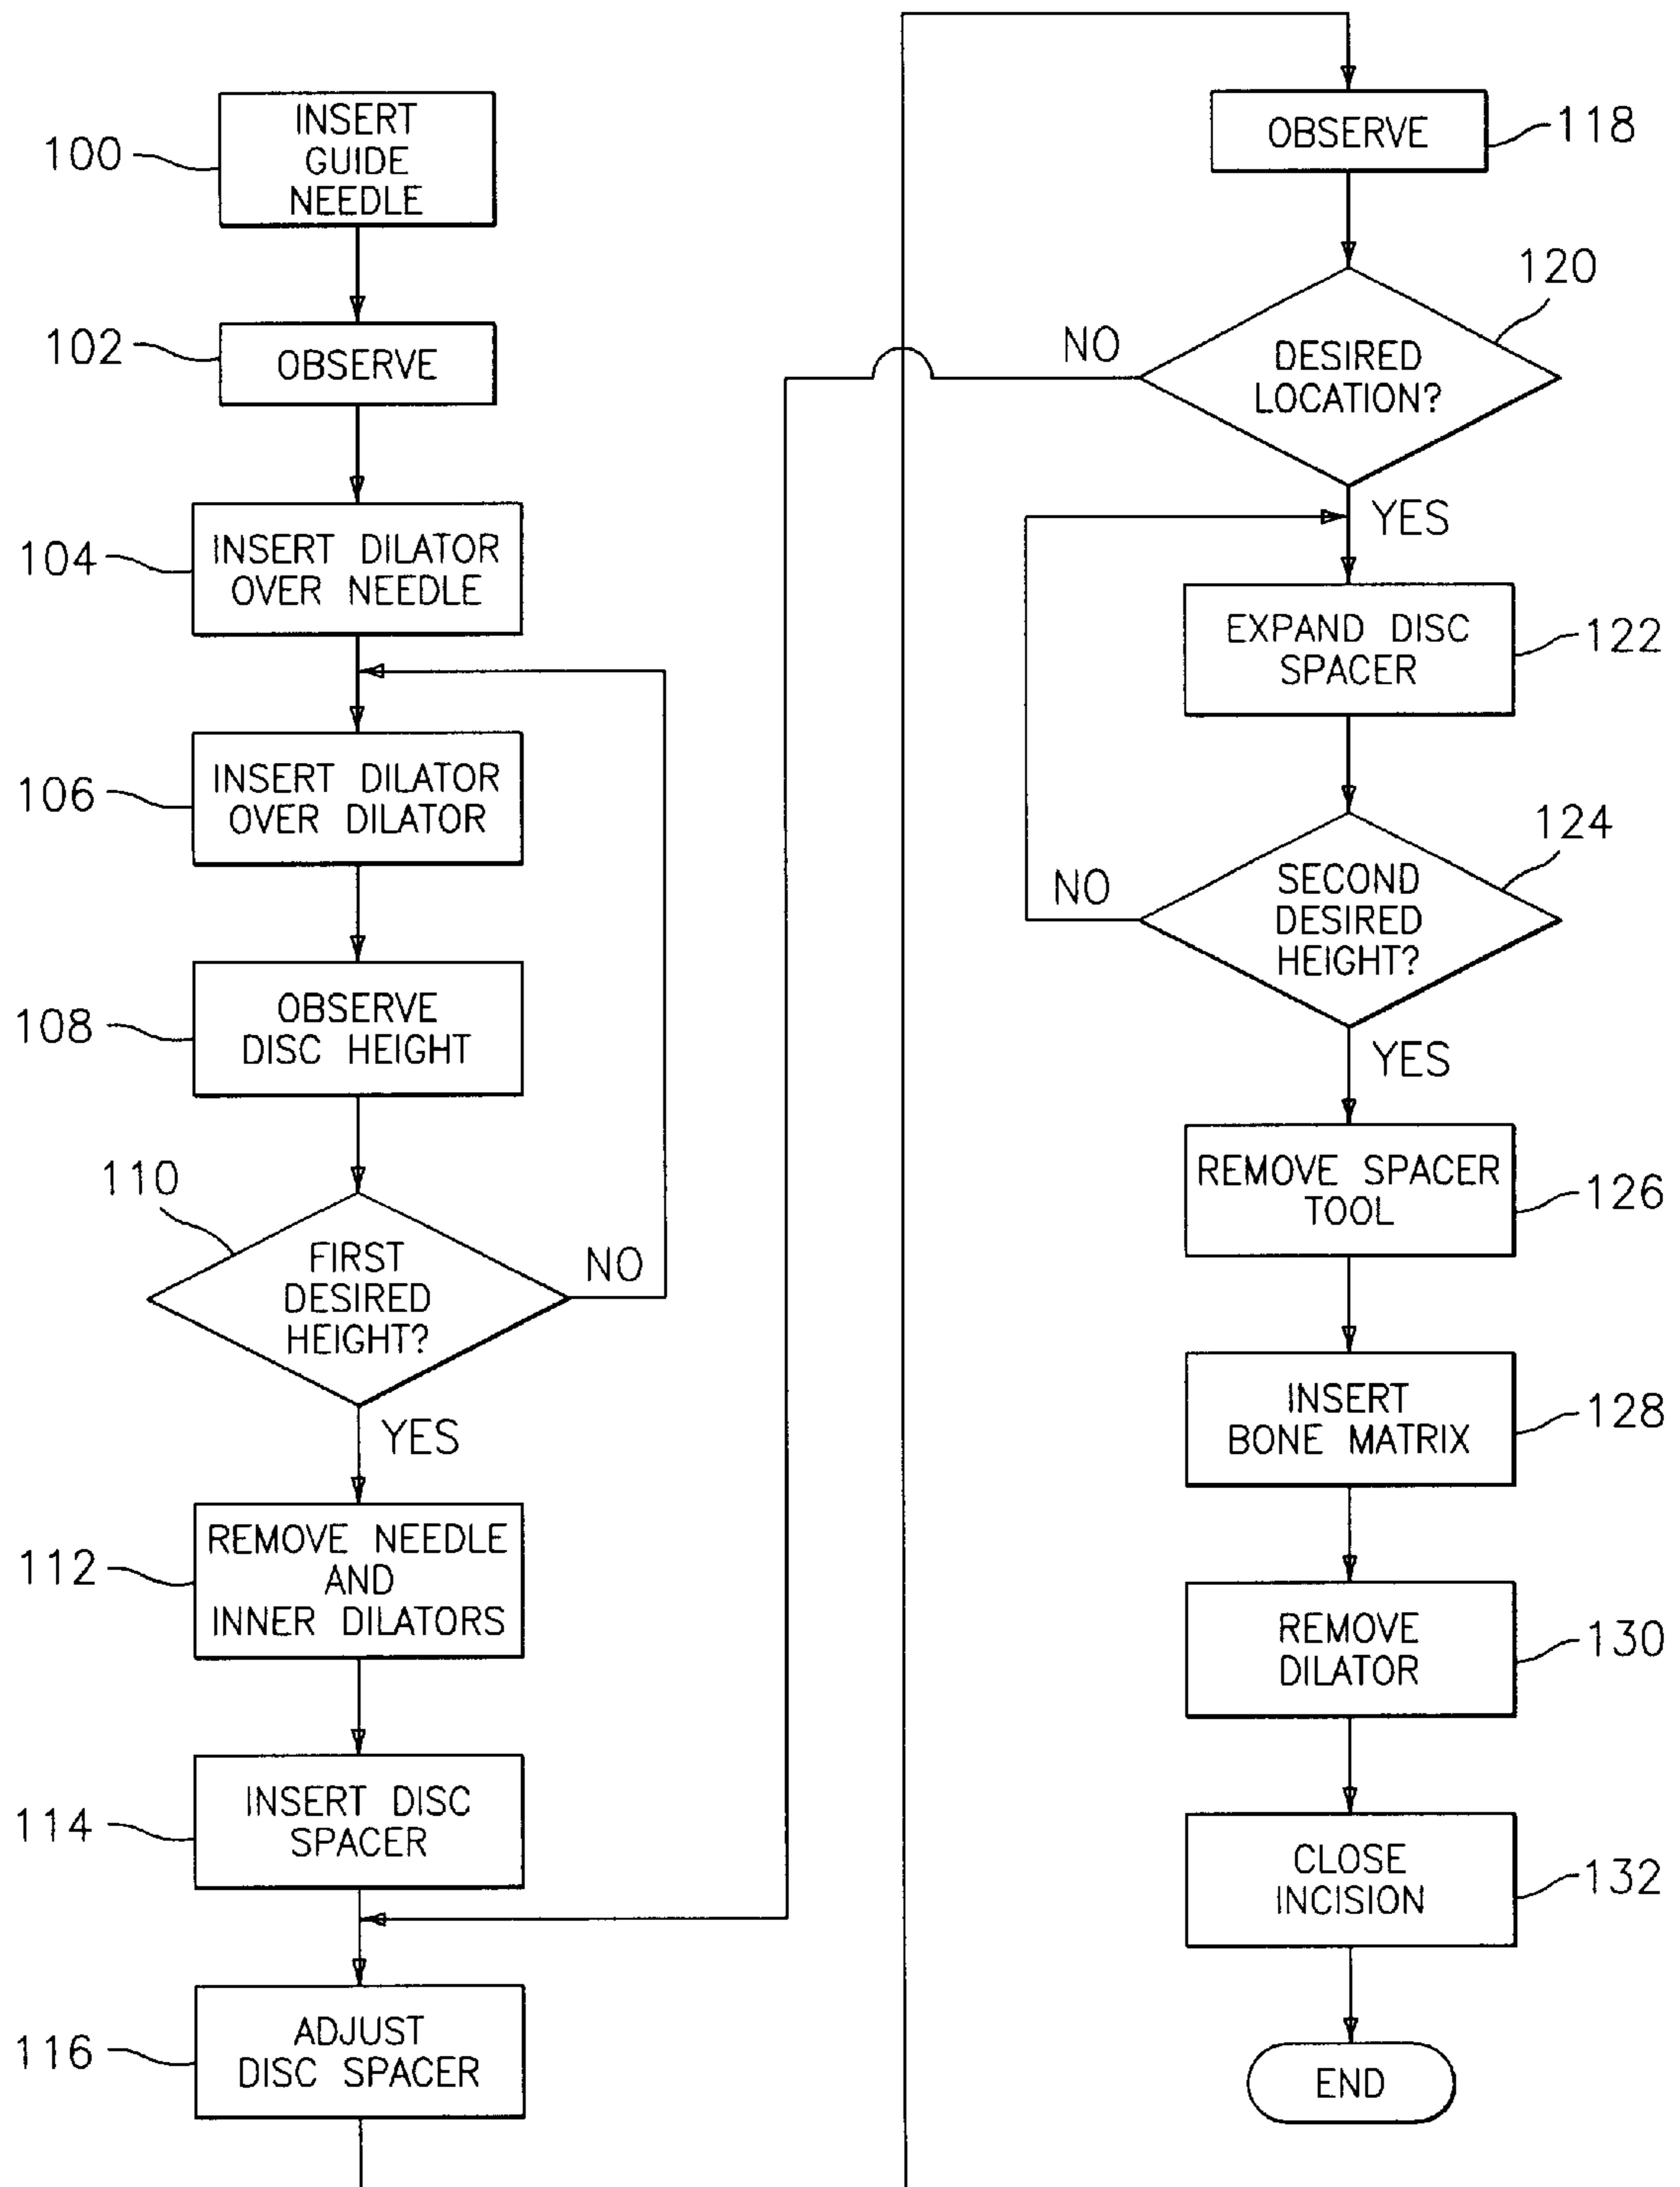 100
INSERT
GUIDE
NEEDLE
102
OBSERVE
104
INSERT DILATOR
OVER NEEDLE
106
INSERT DILATOR
OVER DILATOR
108
OBSERVE
DISC HEIGHT
110
FIRST
DESIRED
HEIGHT?
NO
YES
112
REMOVE NEEDLE
AND
INNER DILATORS
114
INSERT DISC
SPACER
116
ADJUST
DISC SPACER
OBSERVE
118
120
DESIRED
LOCATION?
NO
YES
EXPAND DISC
SPACER
122
124
SECOND
DESIRED
HEIGHT?
NO
YES
REMOVE SPACER
TOOL
126
INSERT
BONE MATRIX
128
REMOVE
DILATOR
130
CLOSE
INCISION
132
END